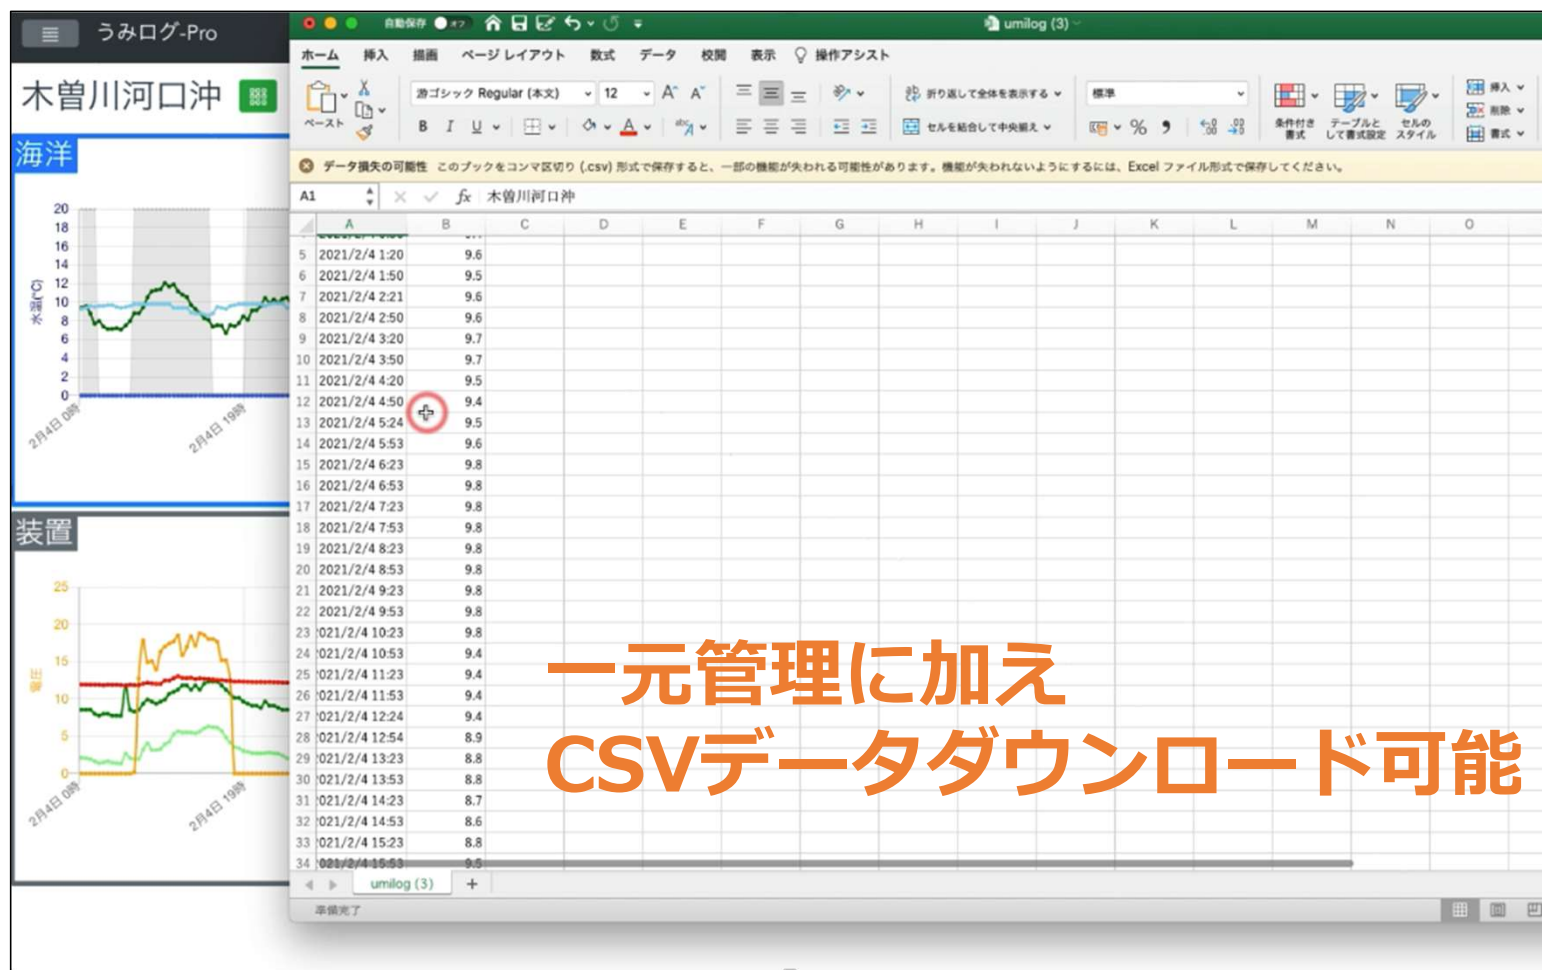 うみログ-Pro
木曽川河口沖
海洋
20
18
16
14
12
10
8
6
4
2
0
水温(℃)
2月4日 0時
2月4日 19時
装置
25
20
15
10
5
0
電圧
2月4日 0時
2月4日 19時
自動保存 オフ
umilog (3)
ホーム 挿入 描画 ページ レイアウト 数式 データ 校閲 表示 操作アシスト
ペースト
游ゴシック Regular (本文) 12
折り返して全体を表示する
標準
セルを結合して中央揃え
条件付き書式
テーブルとして書式設定
セルのスタイル
挿入
削除
書式
データ損失の可能性 このブックをコンマ区切り (.csv) 形式で保存すると、一部の機能が失われる可能性があります。機能が失われないようにするには、Excel ファイル形式で保存してください。
A1 fx 木曽川河口沖
A B C D E F G H I J K L M N O
5 2021/2/4 1:20 9.6
6 2021/2/4 1:50 9.5
7 2021/2/4 2:21 9.6
8 2021/2/4 2:50 9.6
9 2021/2/4 3:20 9.7
10 2021/2/4 3:50 9.7
11 2021/2/4 4:20 9.5
12 2021/2/4 4:50 9.4
13 2021/2/4 5:24 9.5
14 2021/2/4 5:53 9.6
15 2021/2/4 6:23 9.8
16 2021/2/4 6:53 9.8
17 2021/2/4 7:23 9.8
18 2021/2/4 7:53 9.8
19 2021/2/4 8:23 9.8
20 2021/2/4 8:53 9.8
21 2021/2/4 9:23 9.8
22 2021/2/4 9:53 9.8
23 021/2/4 10:23 9.8
24 021/2/4 10:53 9.4
25 021/2/4 11:23 9.4
26 021/2/4 11:53 9.4
27 021/2/4 12:24 9.4
28 021/2/4 12:54 8.9
29 021/2/4 13:23 8.8
30 021/2/4 13:53 8.8
31 021/2/4 14:23 8.7
32 021/2/4 14:53 8.6
33 021/2/4 15:23 8.8
34 021/2/4 15:53 9.5
一元管理に加え
CSVデータダウンロード可能
umilog (3) +
準備完了